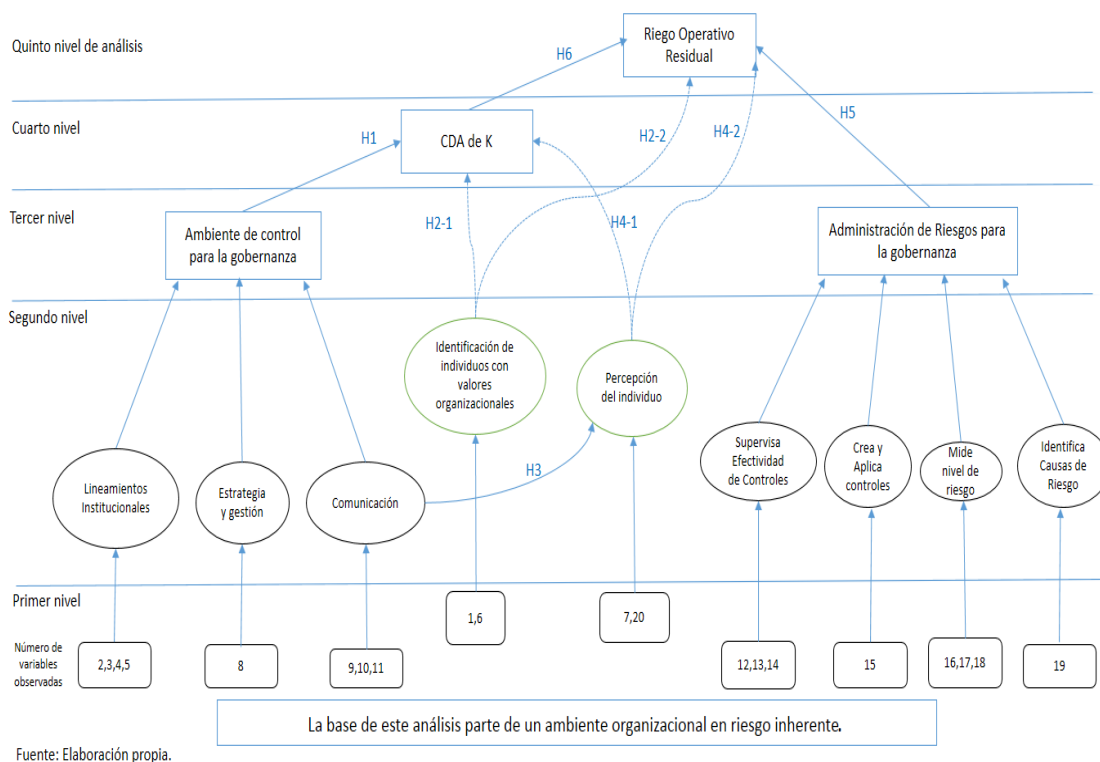 Quinto nivel de análisis
Riego Operativo
Residual
H6
Cuarto nivel
CDA de K
H1
H2-2
H4-2
H5
Tercer nivel
Ambiente de control
para la gobernanza
H2-1
H4-1
Administración de Riesgos para
la gobernanza
Segundo nivel
Identificación de
individuos con
valores
organizacionales
Percepción
del individuo
Lineamientos
Institucionales
Estrategia
y gestión
Comunicación
H3
Supervisa
Efectividad
de Controles
Crea y
Aplica
controles
Mide
nivel de
riesgo
Identifica
Causas de
Riesgo
Primer nivel
1,6
7,20
Número de
variables
observadas
2,3,4,5
8
9,10,11
12,13,14
15
16,17,18
19
La base de este análisis parte de un ambiente organizacional en riesgo inherente.
Fuente: Elaboración propia.